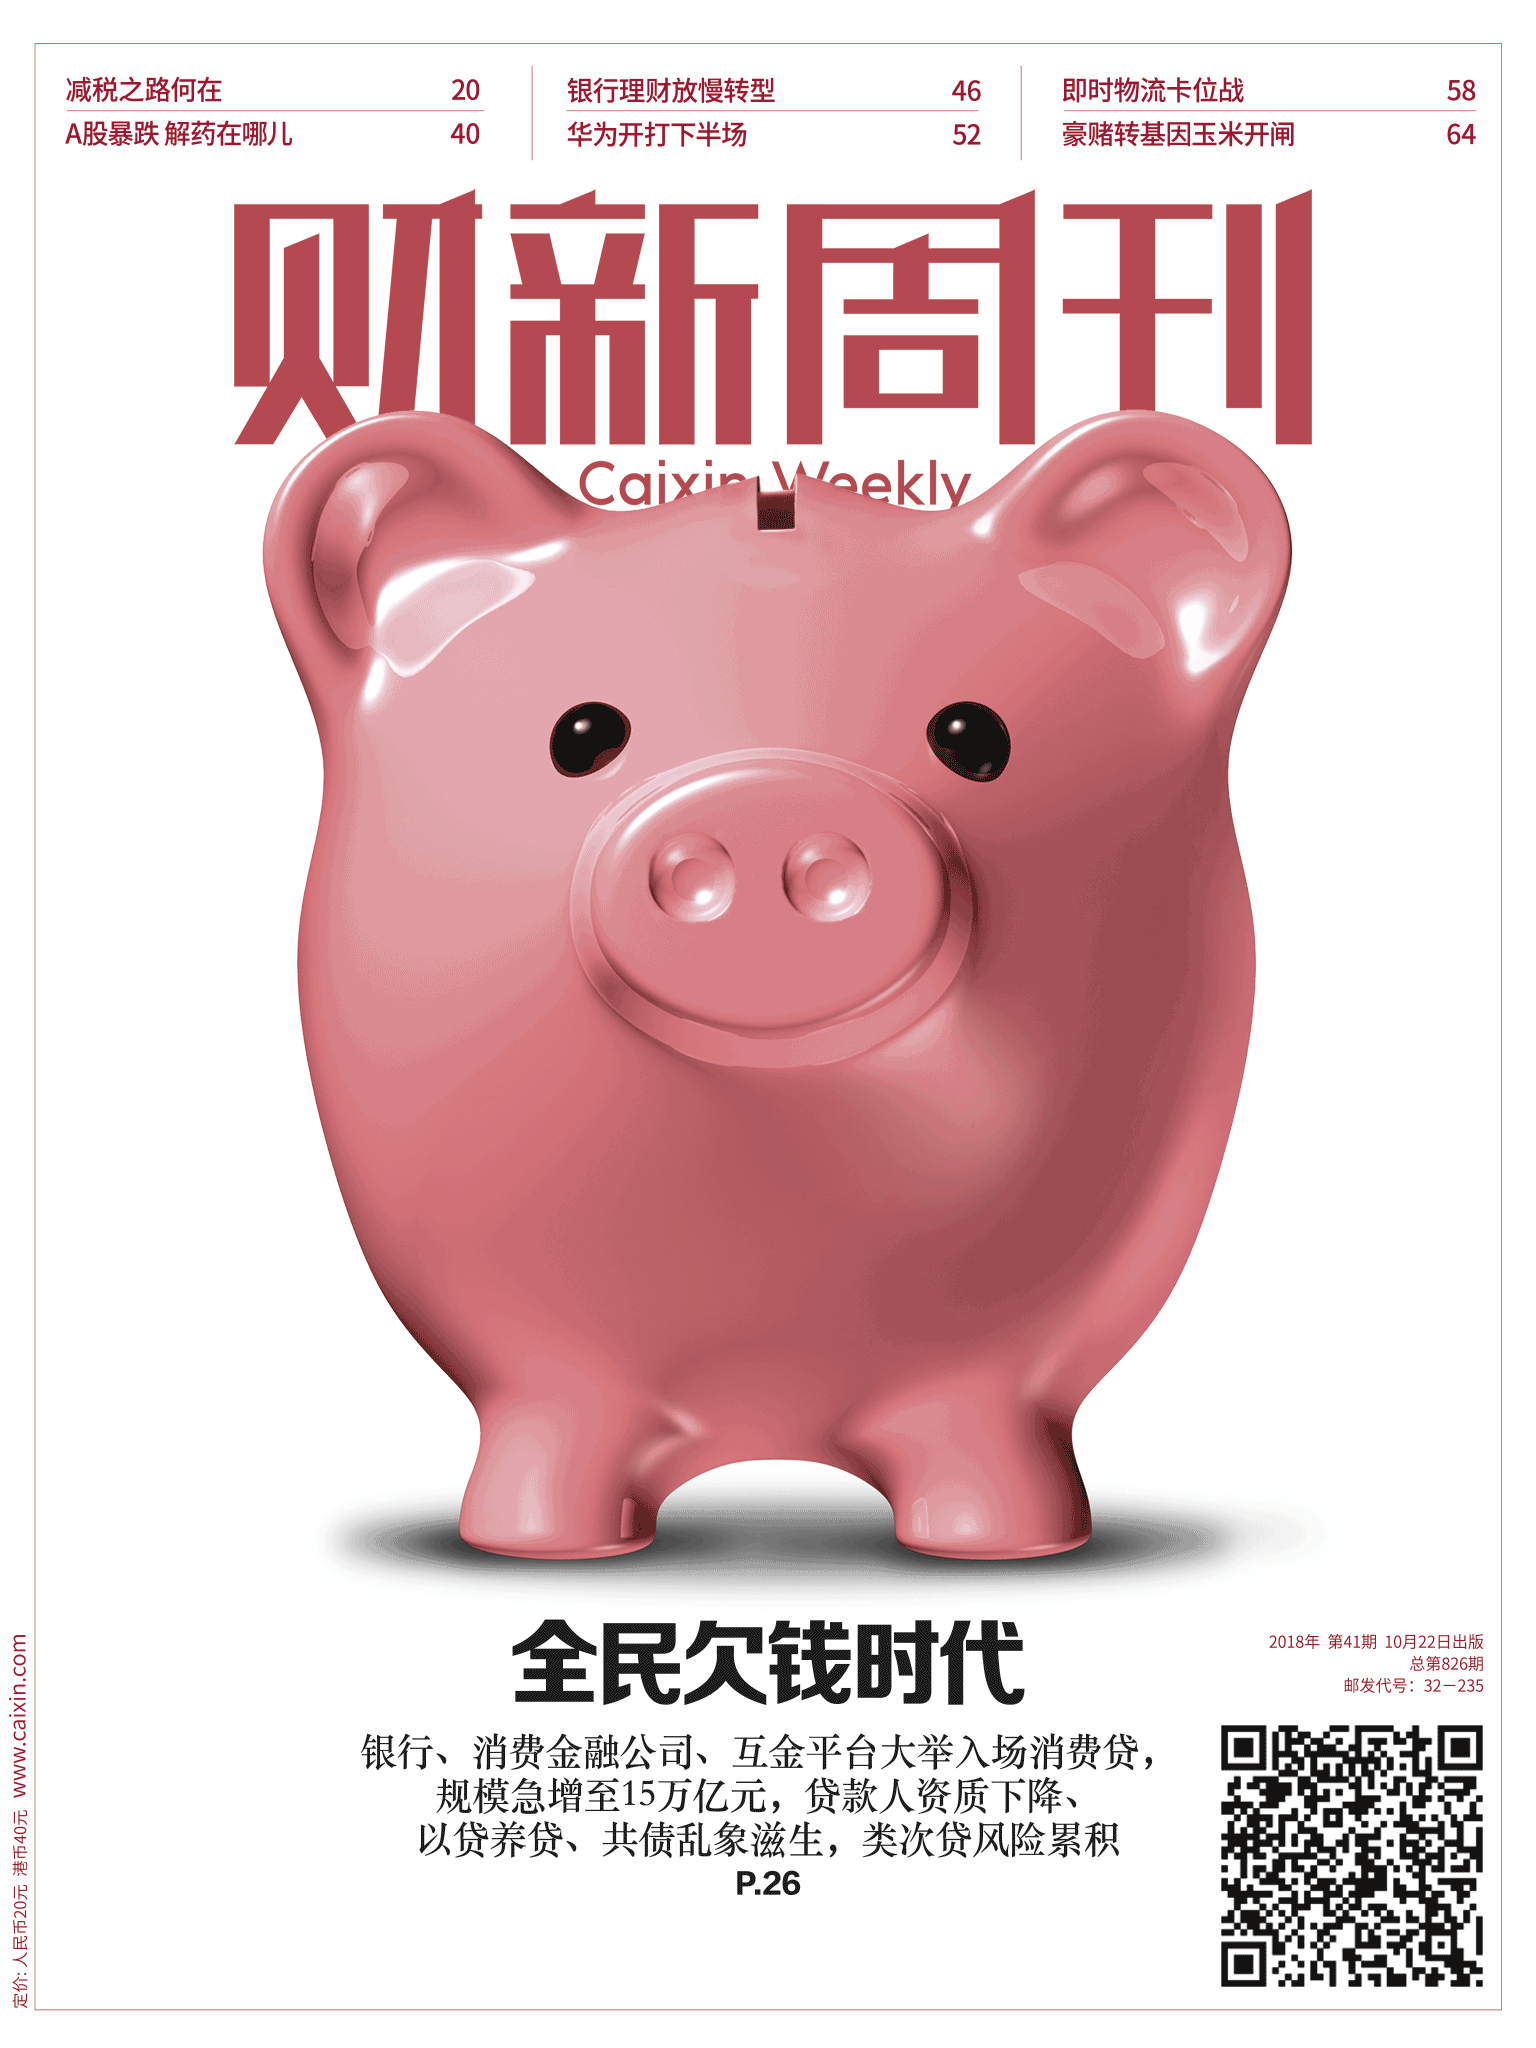 减税之路何在 20
A股暴跌 解药在哪儿 40
银行理财放慢转型 46
华为开打下半场 52
即时物流卡位战 58
豪赌转基因玉米开闸 64
财新周刊
Caixin Weekly
全民欠钱时代
银行、消费金融公司、互金平台大举入场消费贷，
规模急增至15万亿元，贷款人资质下降、
以贷养贷、共债乱象滋生，类次贷风险累积
P.26
2018年 第41期 10月22日出版
总第826期
邮发代号：32－235
定价: 人民币20元 港币40元 www.caixin.com